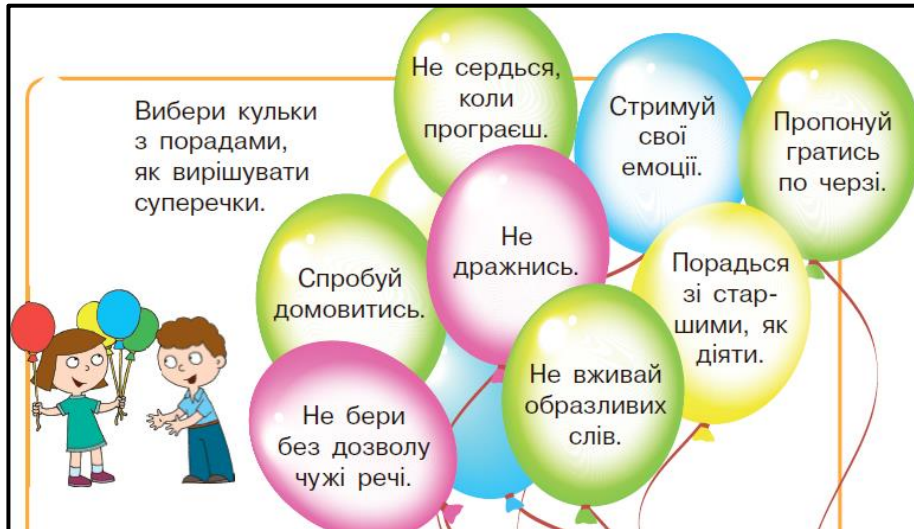 Вибери кульки
з порадами,
як вирішувати
суперечки.
Не сердься,
коли
програєш.
Стримуй
свої
емоції.
Пропонуй
гратись
по черзі.
Спробуй
домовитись.
Не
дражнись.
Порадься
зі стар-
шими, як
діяти.
Не бери
без дозволу
чужі речі.
Не вживай
образливих
слів.